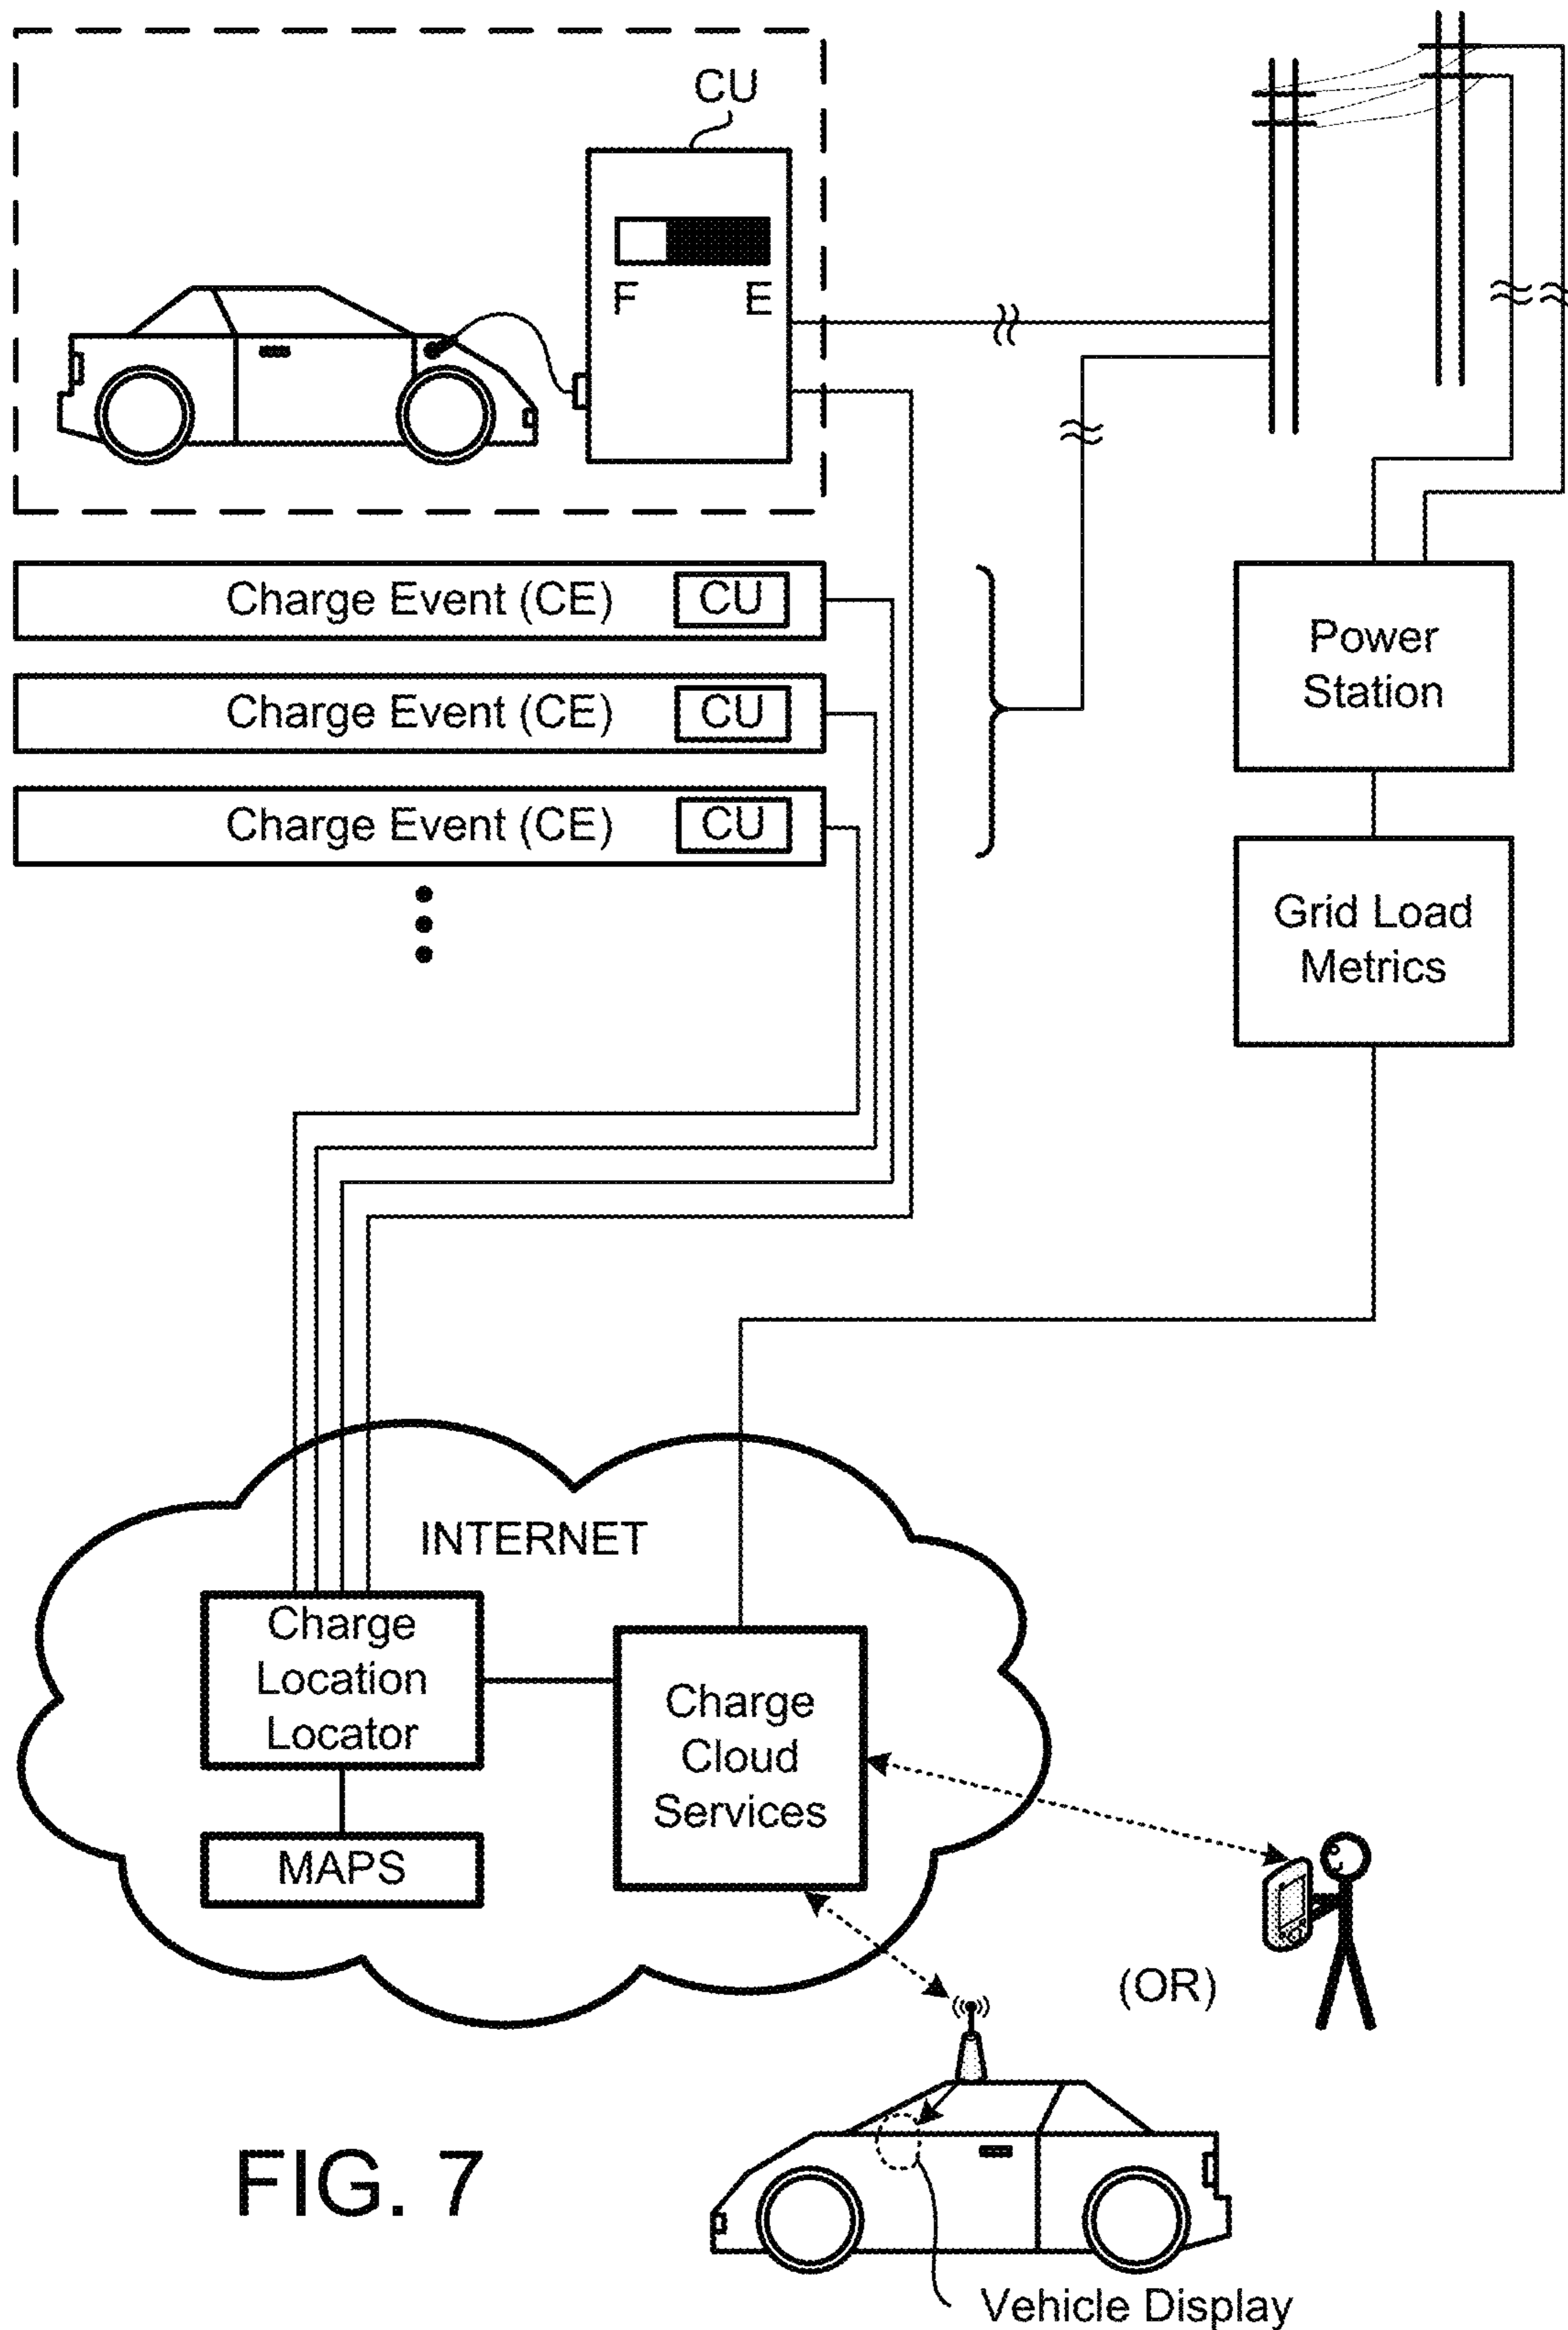 CU
F E
Charge Event (CE) CU
Charge Event (CE) CU
Charge Event (CE) CU
Power
Station
Grid Load
Metrics
INTERNET
Charge
Location
Locator
MAPS
Charge
Cloud
Services
(OR)
FIG. 7
Vehicle Display